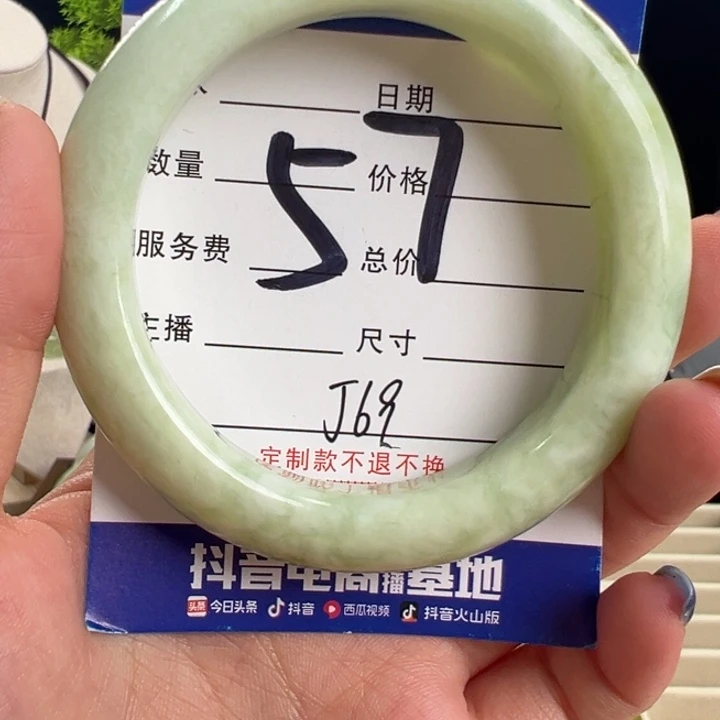 日期
数量 价格
服务费 总价
主播 尺寸
57
J69
定制款不退不换
抖音电商直播基地
今日头条 抖音 西瓜视频 抖音火山版